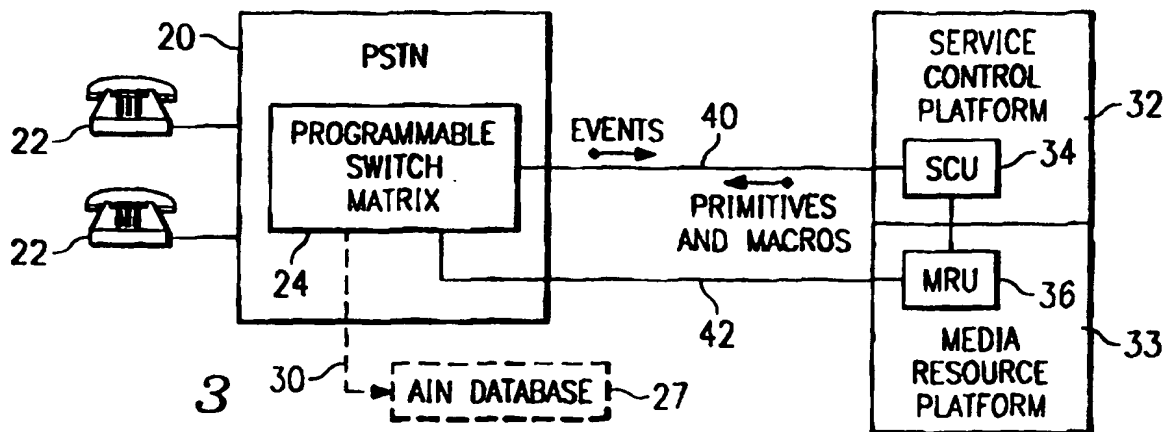 20
PSTN
22
22
PROGRAMMABLE
SWITCH
MATRIX
24
EVENTS
40
PRIMITIVES
AND MACROS
42
SERVICE
CONTROL
PLATFORM
32
SCU
34
MRU
36
MEDIA
RESOURCE
PLATFORM
33
3
30
AIN DATABASE
27